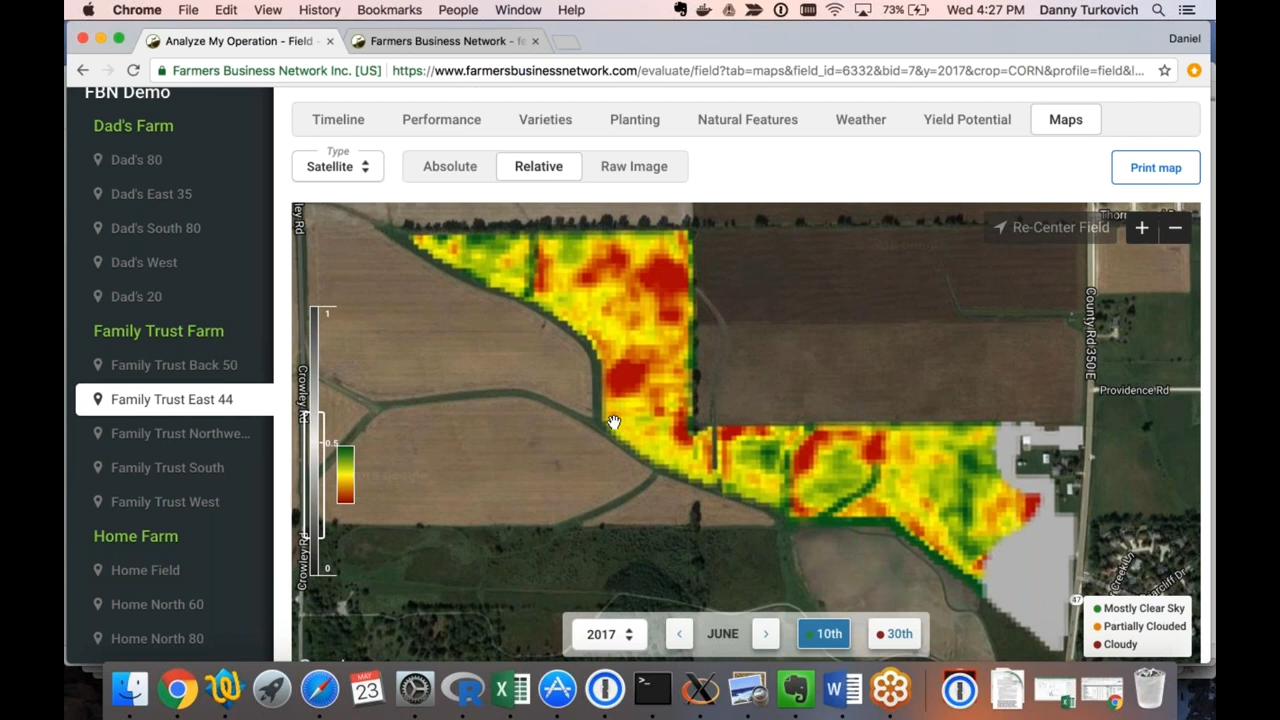 Chrome File Edit View History Bookmarks People Window Help 73% Wed 4:27 PM Danny Turkovich
Analyze My Operation - Field - × Farmers Business Network - fe × Daniel
Farmers Business Network Inc. [US] https://www.farmersbusinessnetwork.com/evaluate/field?tab=maps&field_id=6332&bid=7&y=2017&crop=CORN&profile=field&l...
FBN Demo
Dad's Farm
Dad's 80
Dad's East 35
Dad's South 80
Dad's West
Dad's 20
Family Trust Farm
Family Trust Back 50
Family Trust East 44
Family Trust Northwe...
Family Trust South
Family Trust West
Home Farm
Home Field
Home North 60
Home North 80
Timeline Performance Varieties Planting Natural Features Weather Yield Potential Maps
Type
Satellite Absolute Relative Raw Image Print map
ley Rd
Re-Center Field + −
1
0.5
0
Crowley Rd
Crowley Rd
County Rd 350 E
Providence Rd
47
Mostly Clear Sky
Partially Clouded
Cloudy
2017 < JUNE > 10th 30th
MAY
23